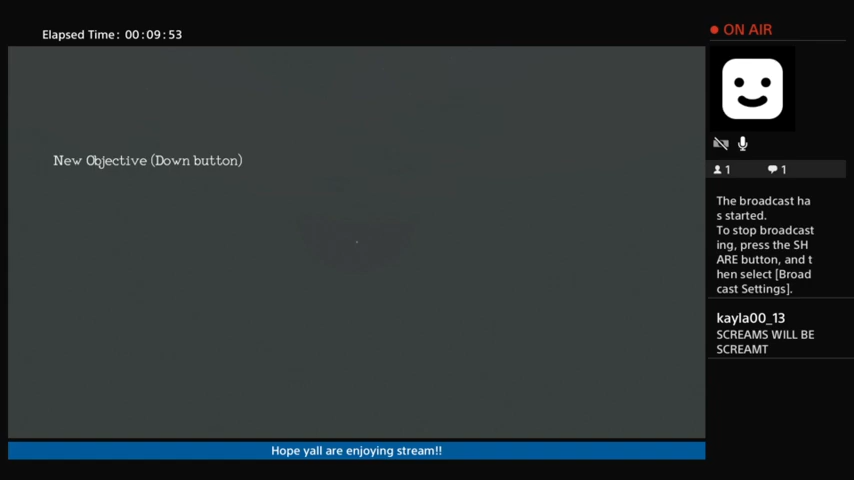 Elapsed Time: 00:09:53
ON AIR
New Objective (Down button)
1
1
The broadcast ha
s started.
To stop broadcast
ing, press the SH
ARE button, and t
hen select [Broad
cast Settings].
kayla00_13
SCREAMS WILL BE
SCREAMT
Hope yall are enjoying stream!!